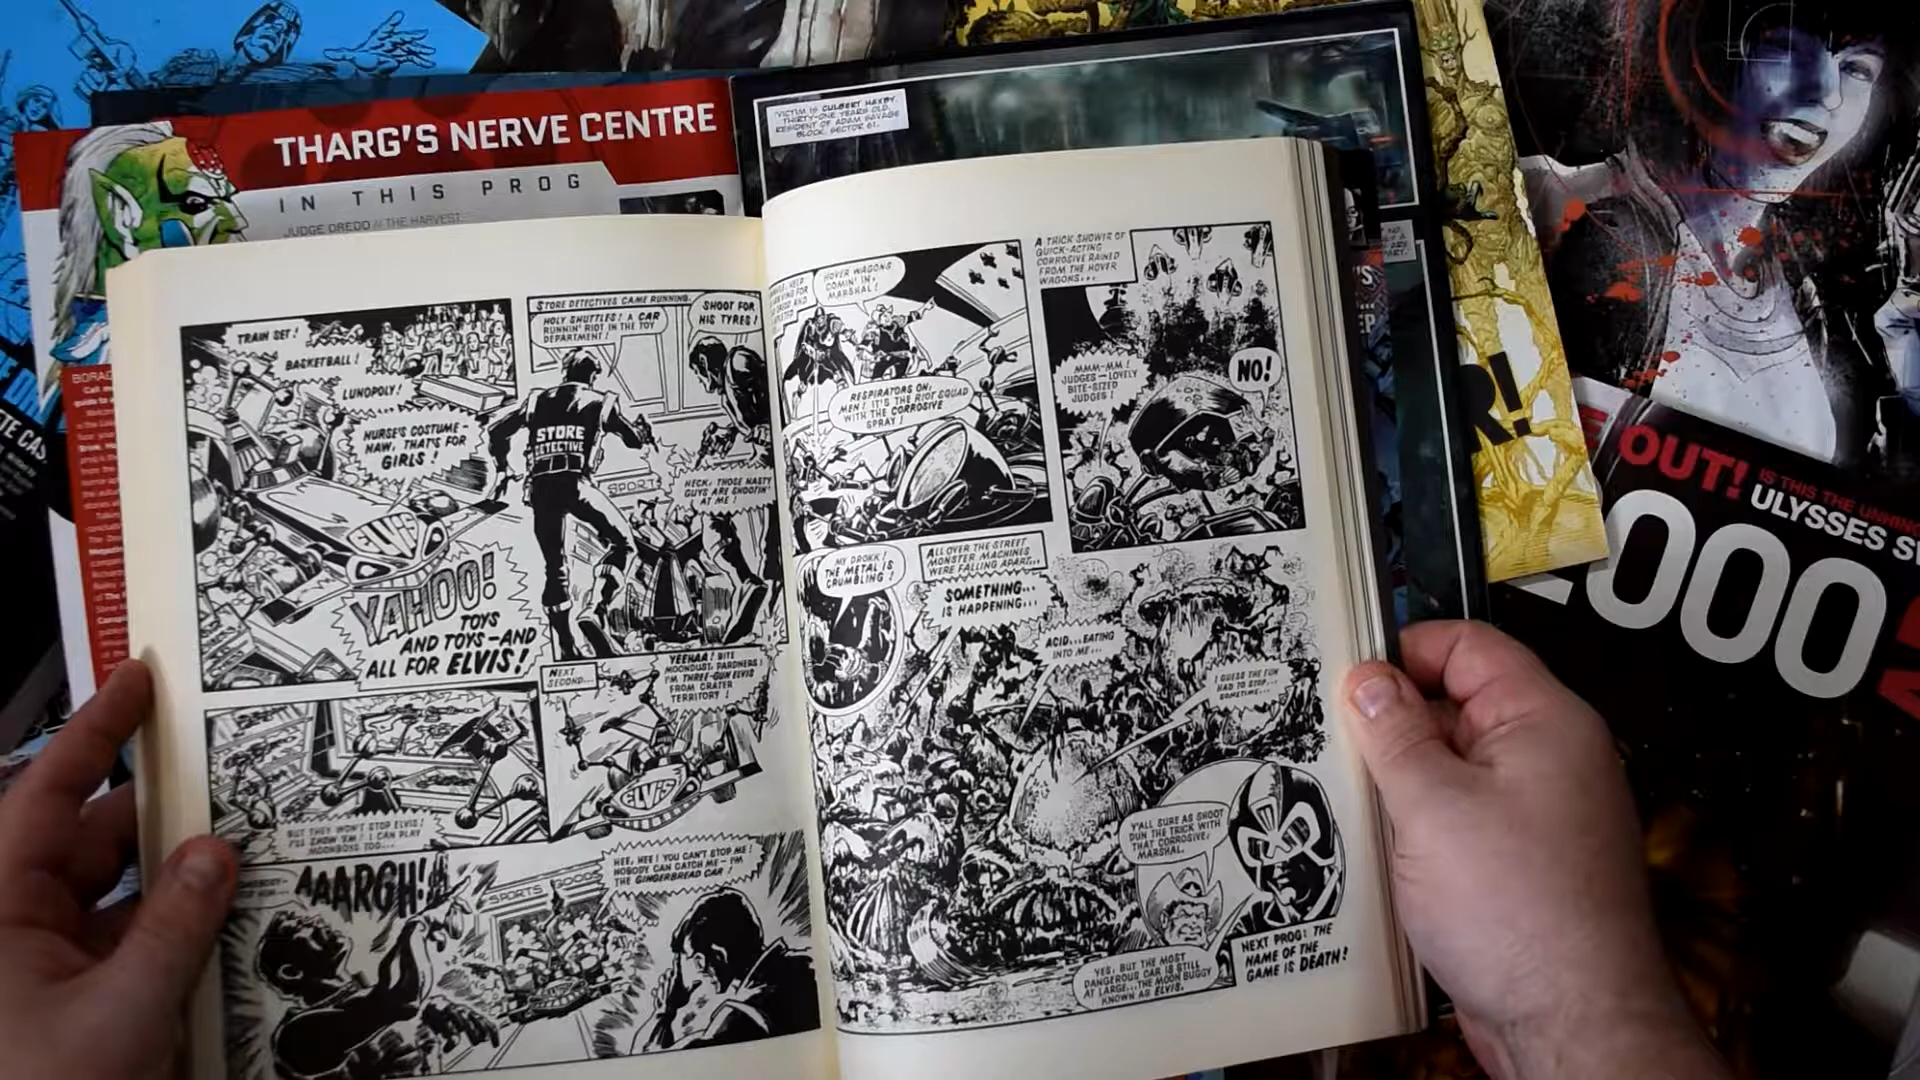 THARG'S NERVE CENTRE
IN THIS PROG
JUDGE DREDD // THE HARVEST
VICTIM IS CULBERT HAXBY.
THIRTY-ONE YEARS OLD.
RESIDENT OF ADAM SAVAGE
BLOCK, SECTOR 61.
TRAIN SET!
BASKETBALL!
LUNOPOLY!
NURSE'S COSTUME –
NAW, THAT'S FOR
GIRLS!
ELVIS
YAHOO!
TOYS
AND TOYS – AND
ALL FOR ELVIS!
STORE DETECTIVES CAME RUNNING.
HOLY SHUTTLES! A CAR
RUNNIN' RIOT IN THE TOY
DEPARTMENT!
SHOOT FOR
HIS TYRES!
STORE
DETECTIVE
SPORT
HECK, THOSE NASTY
GUYS ARE SHOOTIN'
AT ME!
BUT THEY WON'T STOP ELVIS!
I'LL SHOW 'EM! I CAN PLAY
MOONBOYS TOO...
NEXT
SECOND...
YEEHAA! BITE
MOONDUST, PARDNERS!
I'M THREE-GUN ELVIS
FROM CRATER
TERRITORY!
ELVIS
AAARGH!
SPORTS GOODS
HEE, HEE! YOU CAN'T STOP ME!
NOBODY CAN CATCH ME – I'M
THE GINGERBREAD CAR!
HOVER WAGONS
COMIN' IN,
MARSHAL!
RESPIRATORS ON,
MEN! IT'S THE RIOT SQUAD
WITH THE CORROSIVE
SPRAY!
A THICK SHOWER OF
QUICK-ACTING
CORROSIVE RAINED
FROM THE HOVER
WAGONS...
MMM-MM!
JUDGES – LOVELY
BITE-SIZED
JUDGES!
NO!
MY DROKK!
THE METAL IS
CRUMBLING!
ALL OVER THE STREET
MONSTER MACHINES
WERE FALLING APART...
SOMETHING...
IS HAPPENING...
ACID...EATING
INTO ME...
I GUESS THE FUN
HAD TO STOP...
SOMETIME...
Y'ALL SURE AS SHOOT
DUN THE TRICK WITH
THAT CORROSIVE,
MARSHAL.
YES, BUT THE MOST
DANGEROUS CAR IS STILL
AT LARGE...THE MOON BUGGY
KNOWN AS ELVIS.
NEXT PROG: THE
NAME OF THE
GAME IS DEATH!
R!
OUT! IS THIS THE
ULYSSES
2000